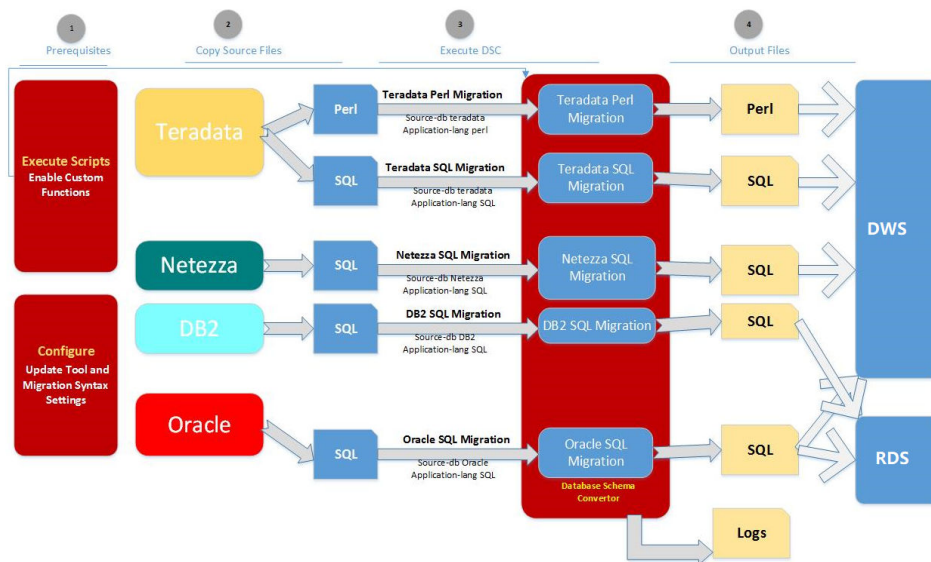 1
2
3
4
Prerequisites
Copy Source Files
Execute DSC
Output Files
Execute Scripts
Enable Custom
Functions
Configure
Update Tool and
Migration Syntax
Settings
Teradata
Perl
Teradata Perl Migration
Source-db teradata
Application-lang perl
Teradata Perl
Migration
Perl
SQL
Teradata SQL Migration
Source-db teradata
Application-lang SQL
Teradata SQL
Migration
SQL
Netezza
SQL
Netezza SQL Migration
Source-db Netezza
Application-lang SQL
Netezza SQL
Migration
SQL
DB2
SQL
DB2 SQL Migration
Source-db DB2
Application-lang SQL
DB2 SQL Migration
SQL
Oracle
SQL
Oracle SQL Migration
Source-db Oracle
Application-lang SQL
Oracle SQL
Migration
SQL
Database Schema
Convertor
Logs
DWS
RDS